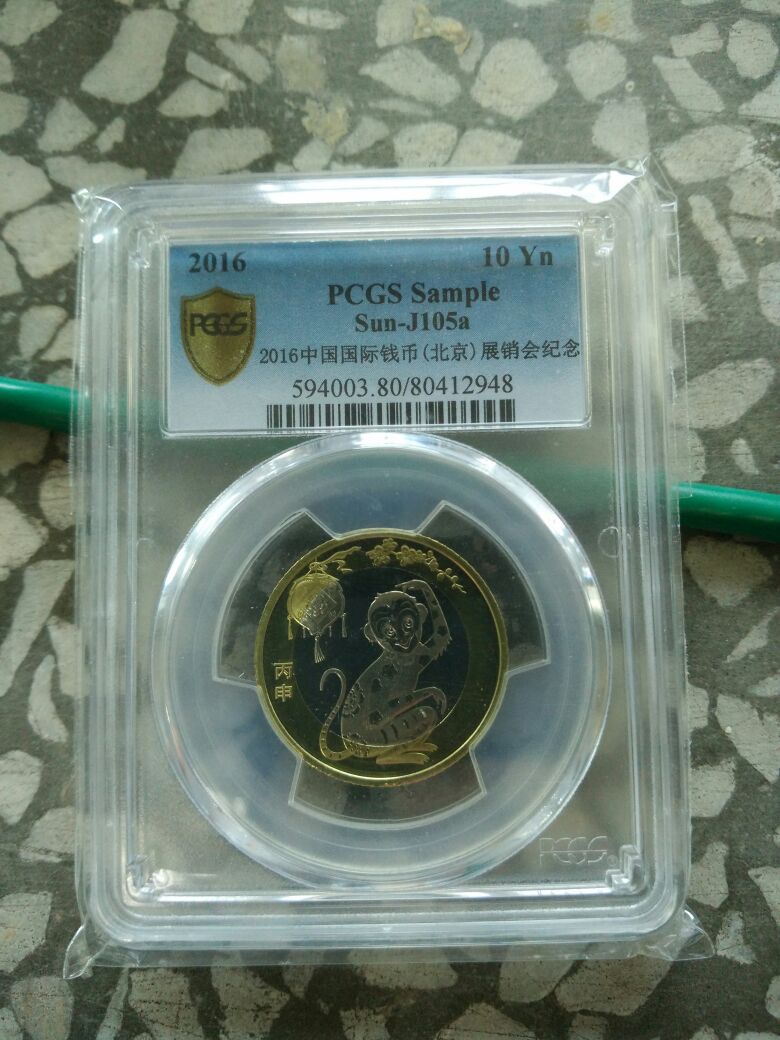 2016 10 Yn
PCGS Sample
Sun-J105a
PCGS
2016中国国际钱币(北京)展销会纪念
594003.80/80412948
丙申
PCGS